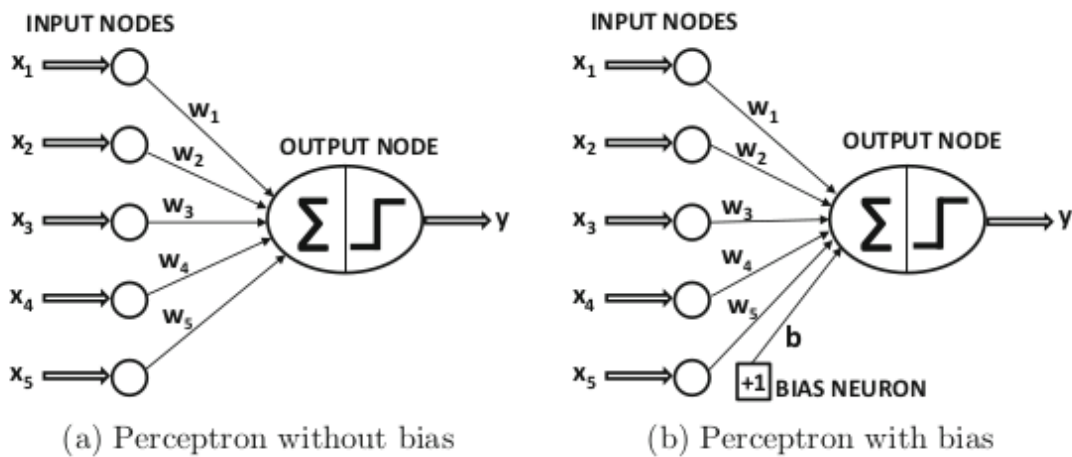 INPUT NODES
x1
w1
x2
w2
OUTPUT NODE
x3
w3
∑
y
w4
x4
w5
x5
(a) Perceptron without bias
INPUT NODES
x1
w1
x2
w2
OUTPUT NODE
x3
w3
∑
y
w4
x4
w5
b
x5
+1 BIAS NEURON
(b) Perceptron with bias